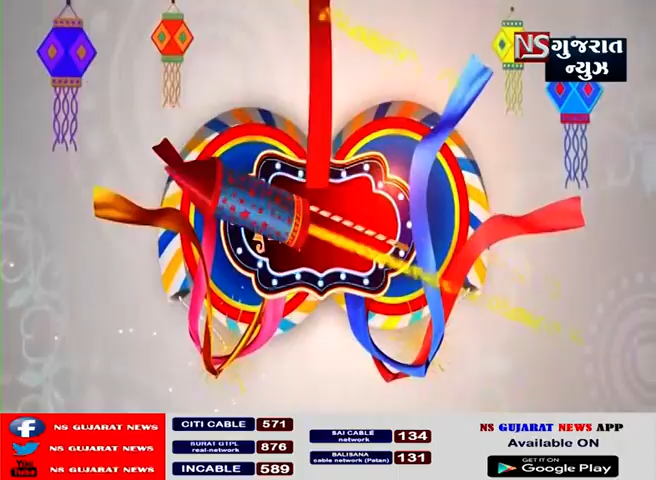 NS ગુજરાત
ન્યુઝ
NS GUJARAT NEWS
NS GUJARAT NEWS
You Tube NS GUJARAT NEWS
CITI CABLE 571
SURAT GTPL
real-network 876
INCABLE 589
SAI CABLE
network 134
BALISANA
cable network (Patan) 131
NS GUJARAT NEWS APP
Available ON
GET IT ON
Google Play